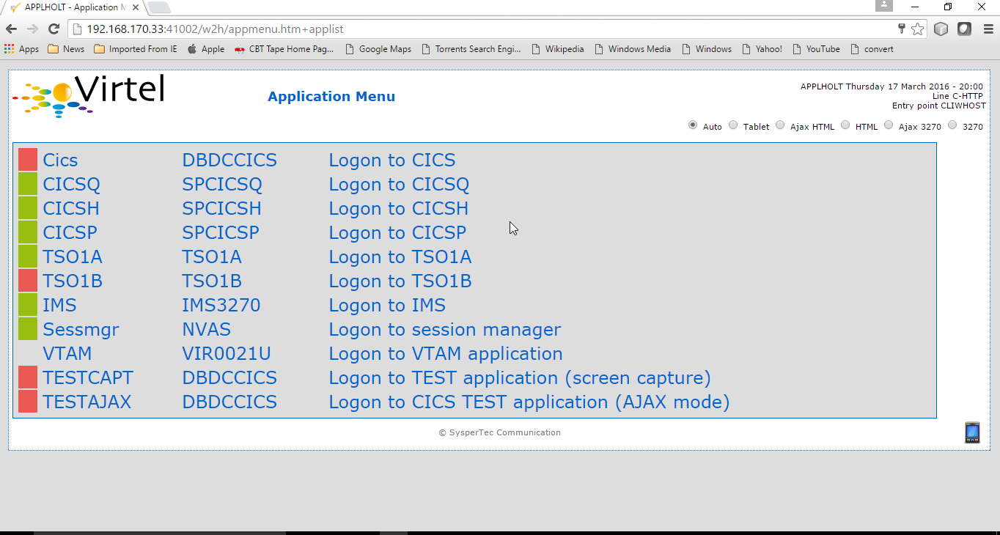 APPLHOLT - Application M
192.168.170.33:41002/w2h/appmenu.htm+applist
Apps News Imported From IE Apple CBT Tape Home Pag... Google Maps Torrents Search Engi... Wikipedia Windows Media Windows Yahoo! YouTube convert
Virtel
Application Menu
APPLHOLT Thursday 17 March 2016 - 20:00
Line C-HTTP
Entry point CLIWHOST
Auto Tablet Ajax HTML HTML Ajax 3270 3270
Cics DBDCCICS Logon to CICS
CICSQ SPCICSQ Logon to CICSQ
CICSH SPCICSH Logon to CICSH
CICSP SPCICSP Logon to CICSP
TSO1A TSO1A Logon to TSO1A
TSO1B TSO1B Logon to TSO1B
IMS IMS3270 Logon to IMS
Sessmgr NVAS Logon to session manager
VTAM VIR0021U Logon to VTAM application
TESTCAPT DBDCCICS Logon to TEST application (screen capture)
TESTAJAX DBDCCICS Logon to CICS TEST application (AJAX mode)
© SysperTec Communication